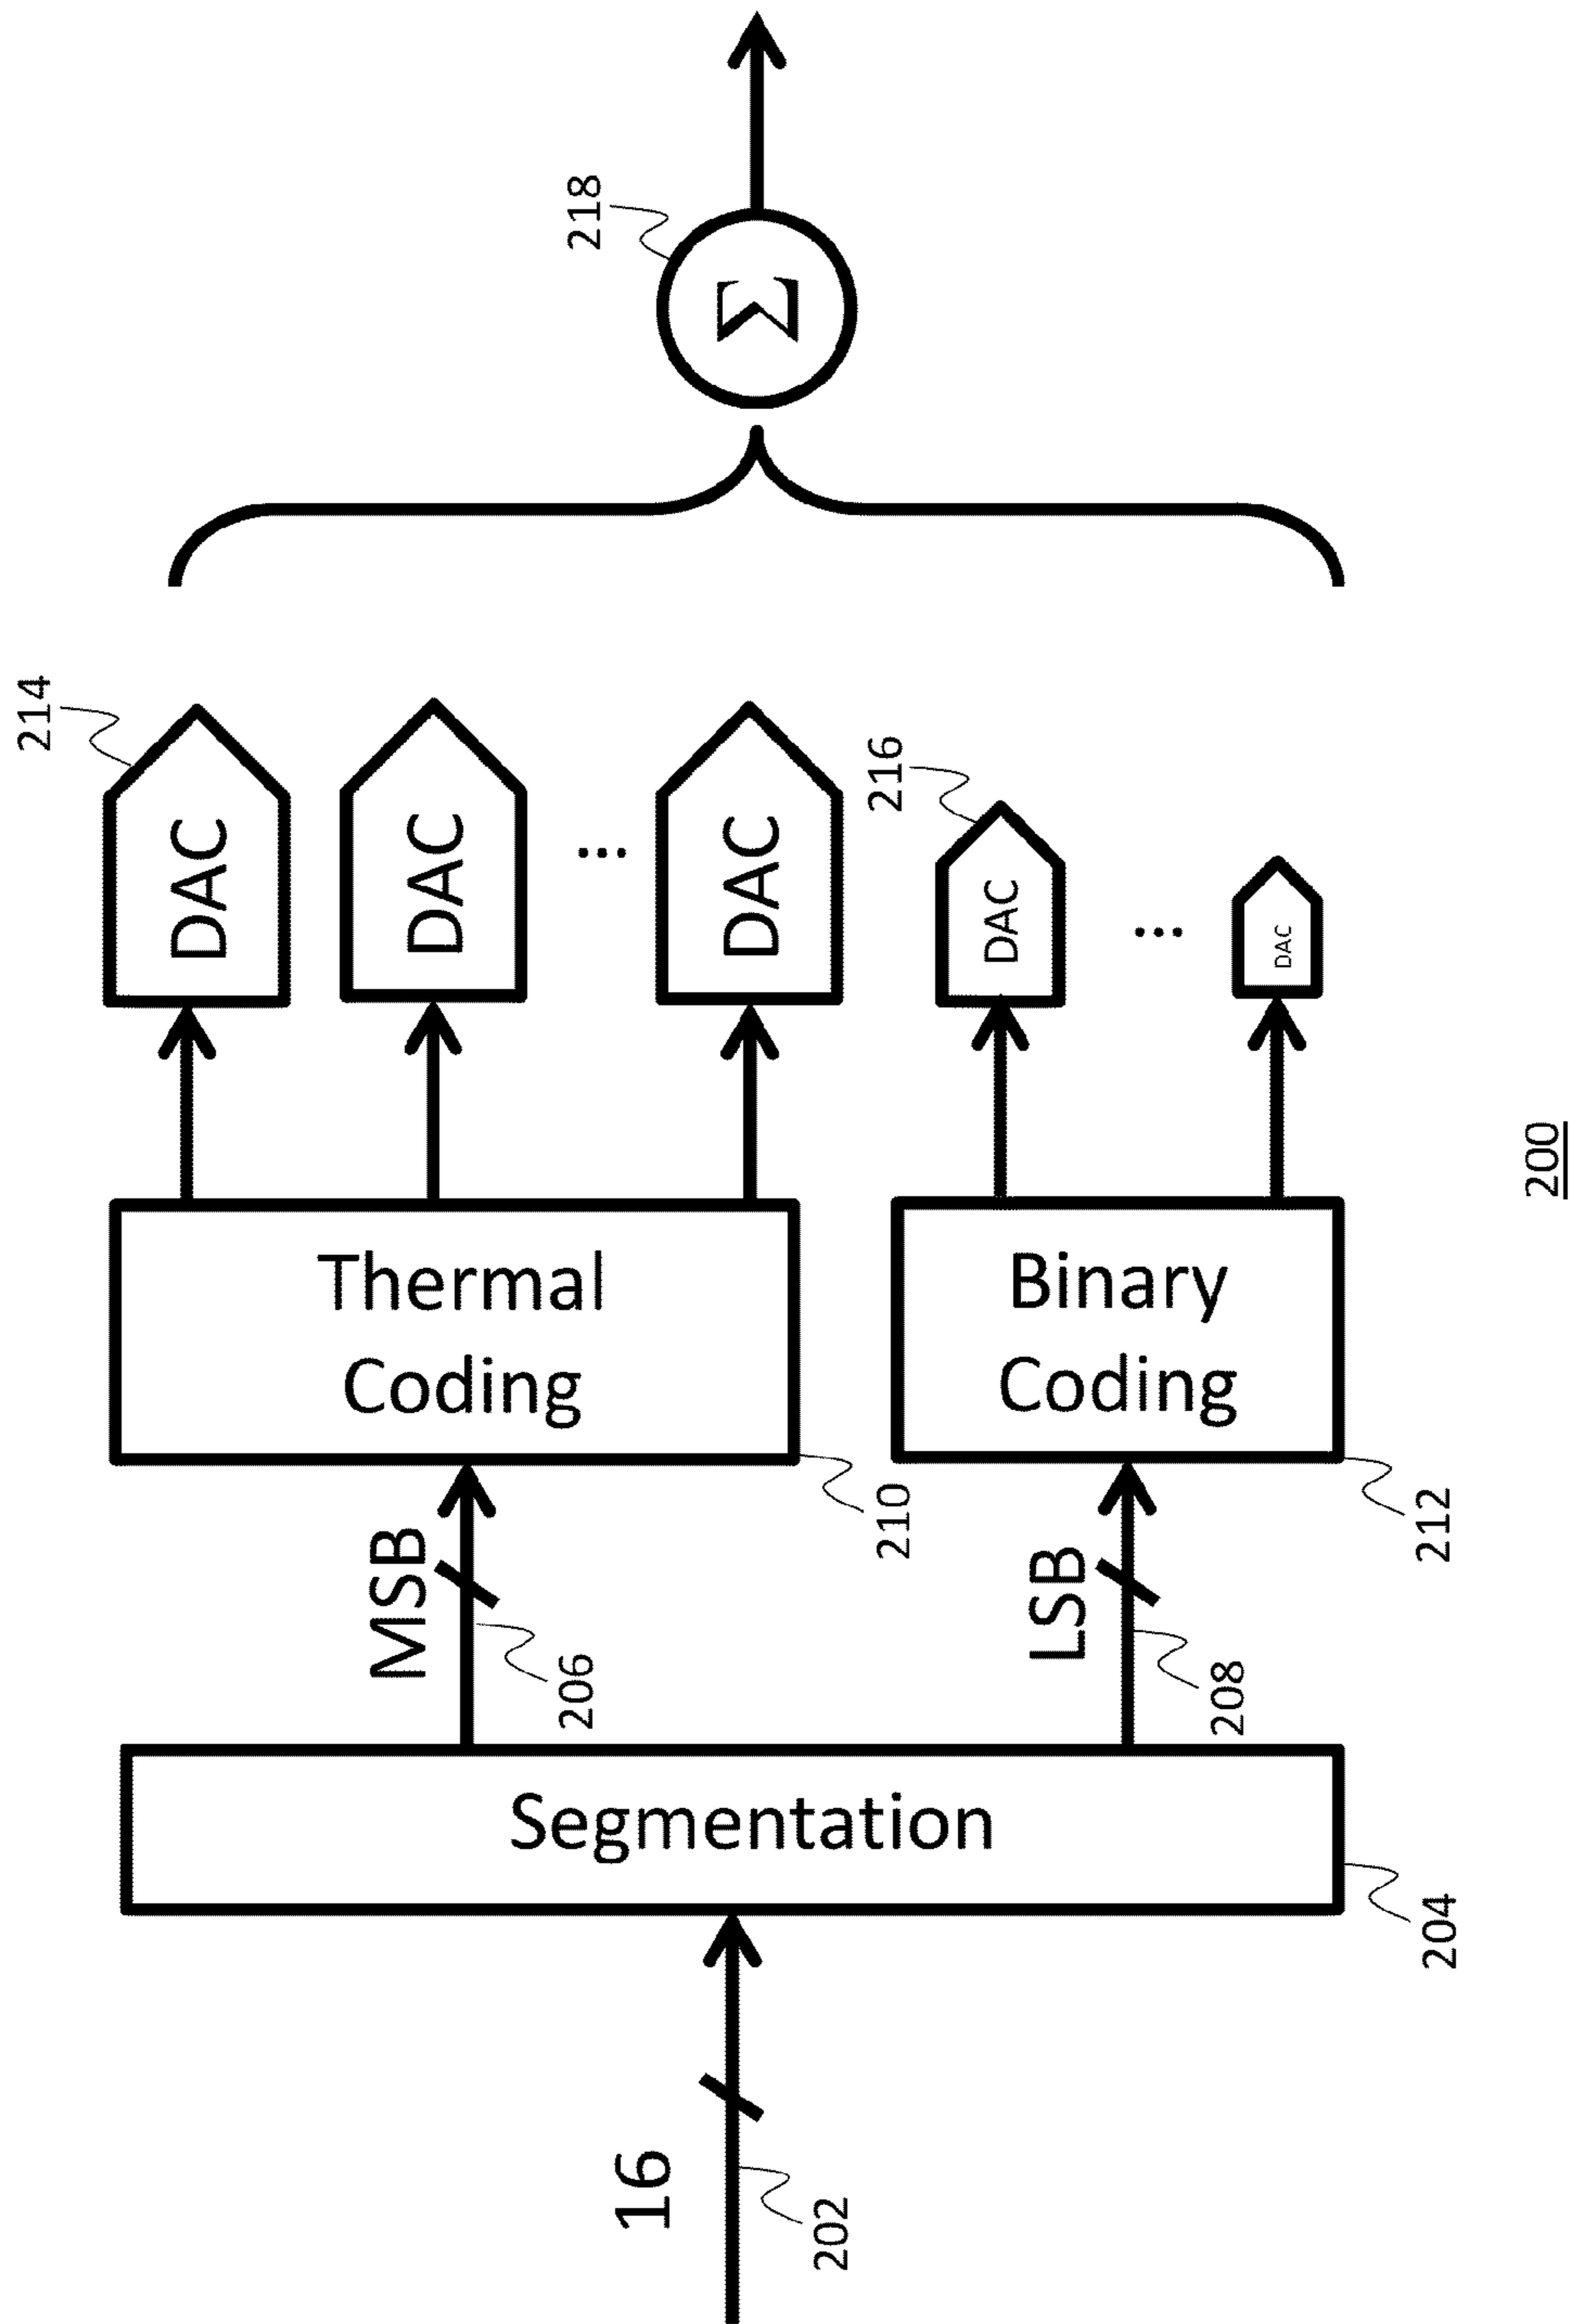 16
202
Segmentation
204
MSB
206
LSB
208
Thermal
Coding
210
Binary
Coding
212
DAC
214
DAC
...
DAC
DAC
216
...
DAC
Σ
218
200